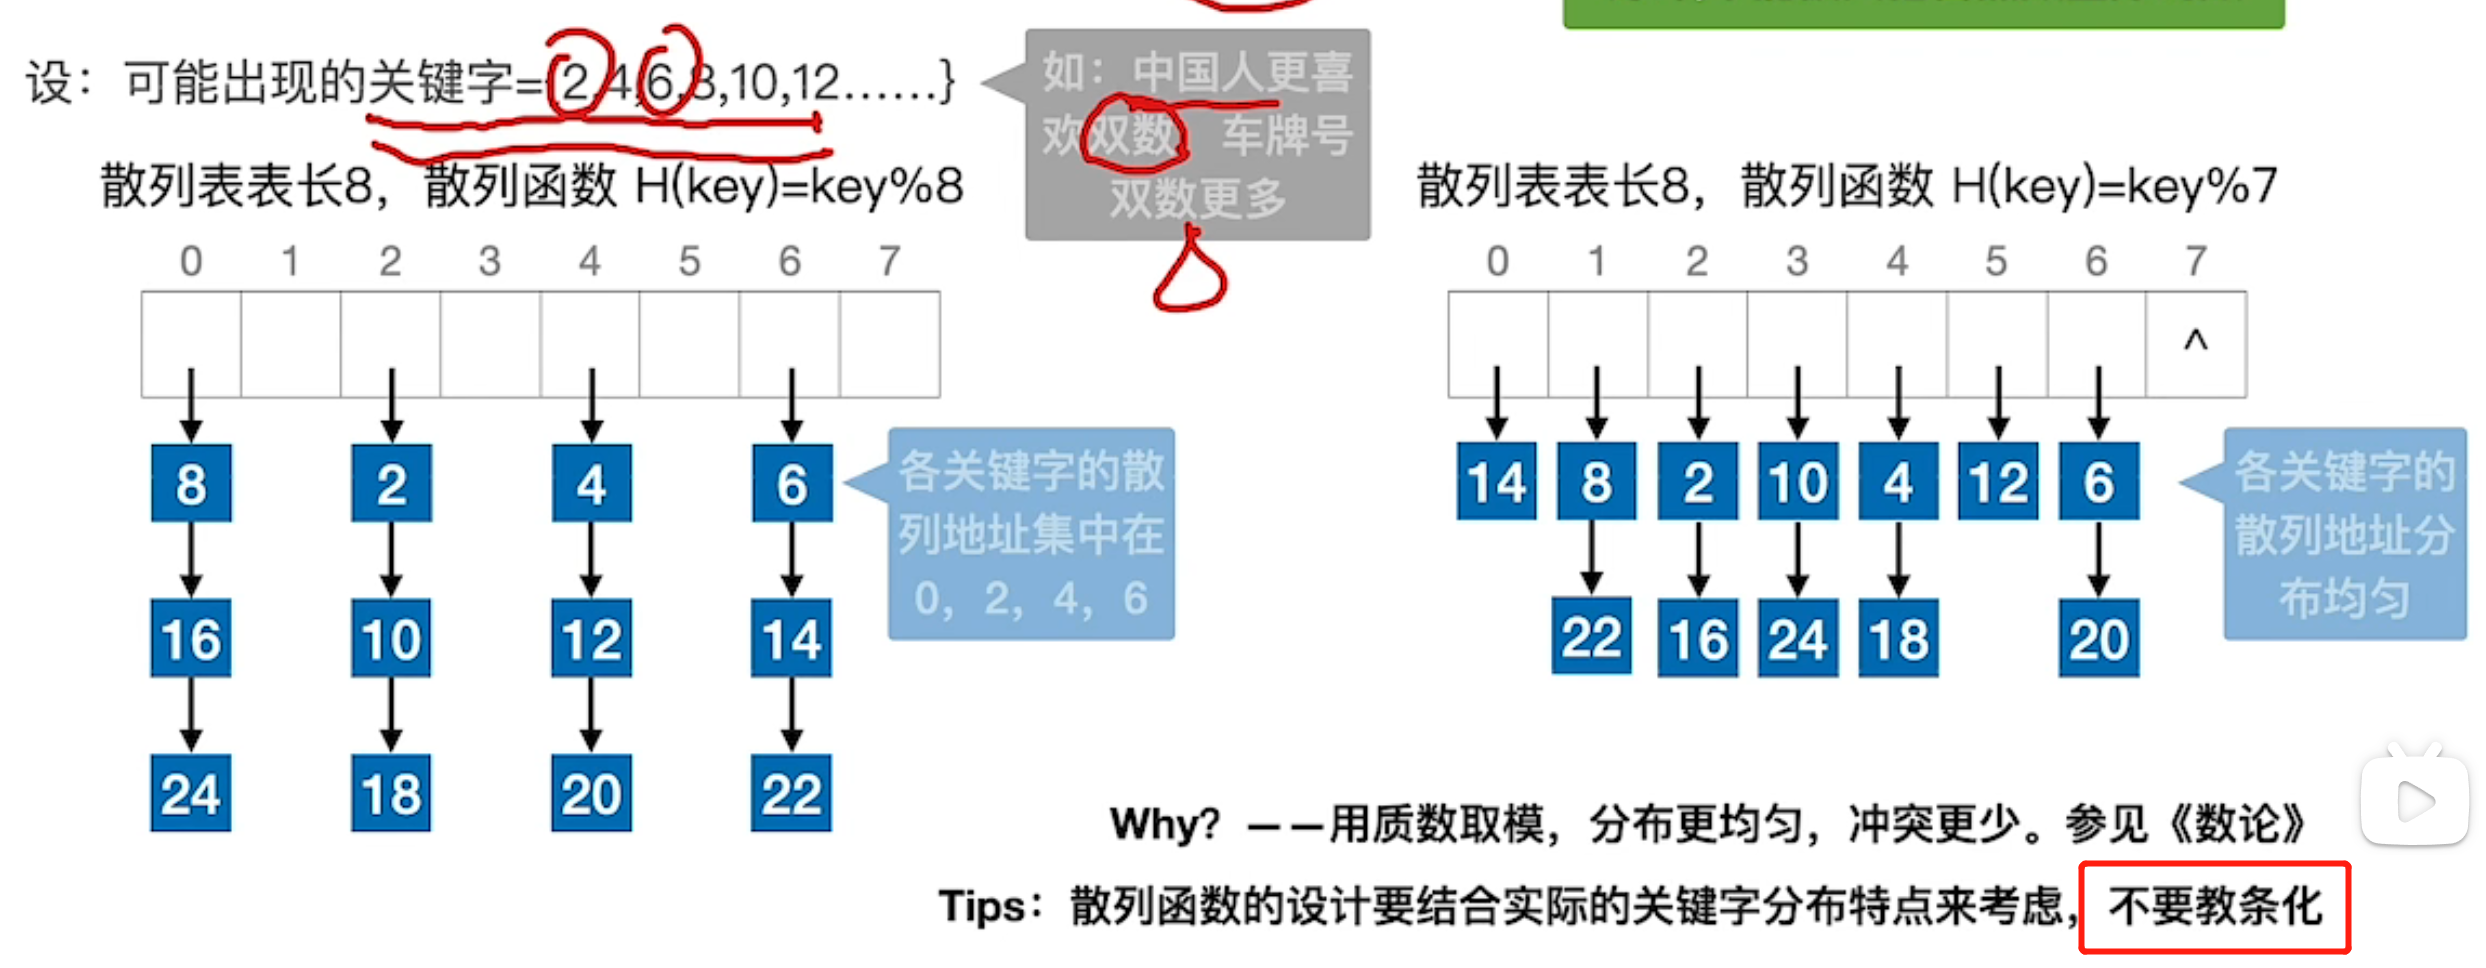 设：可能出现的关键字={2,4,6,8,10,12……}
如：中国人更喜
欢双数 车牌号
双数更多
散列表表长8，散列函数 H(key)=key%8
0 1 2 3 4 5 6 7
8 2 4 6
16 10 12 14
24 18 20 22
各关键字的散
列地址集中在
0，2，4，6
散列表表长8，散列函数 H(key)=key%7
0 1 2 3 4 5 6 7
^
14 8 2 10 4 12 6
22 16 24 18 20
各关键字的
散列地址分
布均匀
Why？——用质数取模，分布更均匀，冲突更少。参见《数论》
Tips：散列函数的设计要结合实际的关键字分布特点来考虑，不要教条化